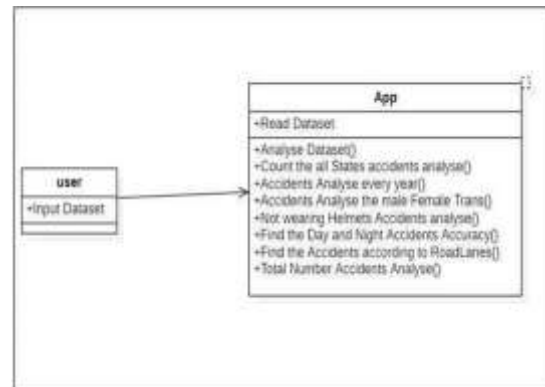 App
+Read Dataset
+Analyse Dataset()
+Count the all States accidents analyse()
+Accidents Analyse every year()
+Accidents Analyse the male Female Trans()
+Not wearing Helmets Accidents analyse()
+Find the Day and Night Accidents Accuracy()
+Find the Accidents according to RoadLanes()
+Total Number Accidents Analyse()
user
+Input Dataset